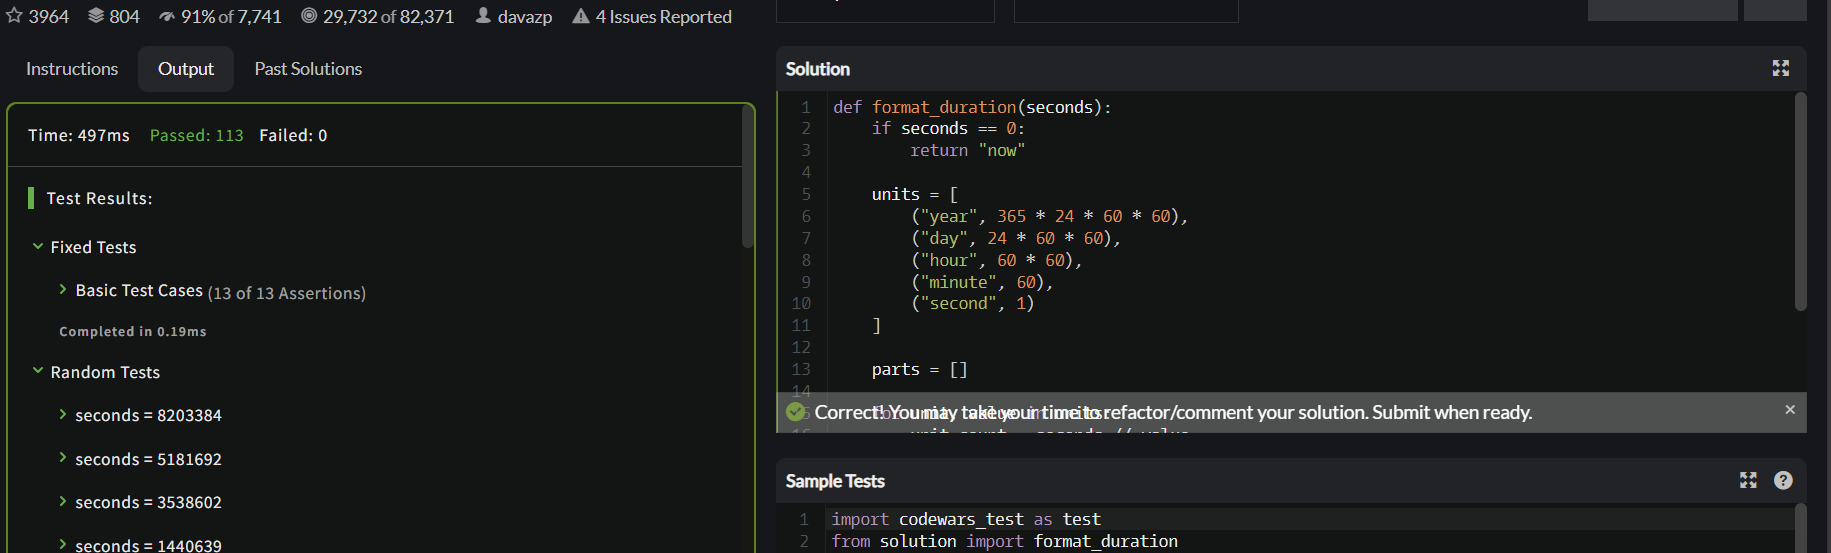 3964 804 91% of 7,741 29,732 of 82,371 davazp 4 Issues Reported
Instructions Output Past Solutions
Time: 497ms Passed: 113 Failed: 0
Test Results:
Fixed Tests
Basic Test Cases (13 of 13 Assertions)
Completed in 0.19ms
Random Tests
seconds = 8203384
seconds = 5181692
seconds = 3538602
seconds = 1440639
Solution
1 def format_duration(seconds):
2 if seconds == 0:
3 return "now"
4
5 units = [
6 ("year", 365 * 24 * 60 * 60),
7 ("day", 24 * 60 * 60),
8 ("hour", 60 * 60),
9 ("minute", 60),
10 ("second", 1)
11 ]
12
13 parts = []
14
Correct! You may take your time to refactor/comment your solution. Submit when ready.
Sample Tests
1 import codewars_test as test
2 from solution import format_duration